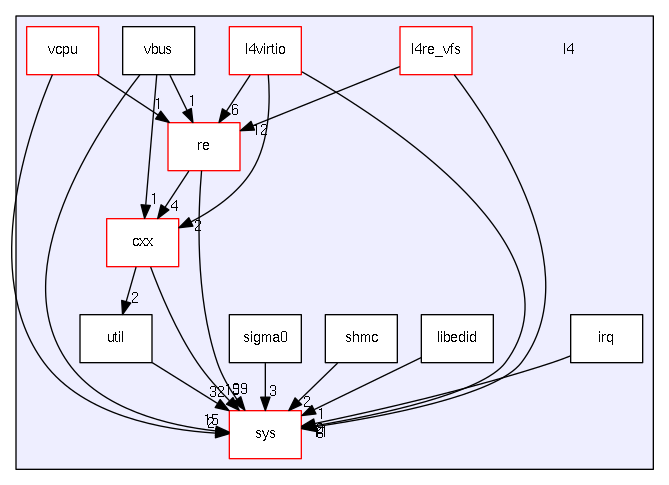 vcpu
vbus
l4virtio
l4re_vfs
l4
1
1
6
12
re
1
4
2
cxx
2
util
sigma0
shmc
libedid
irq
3
2
1
sys